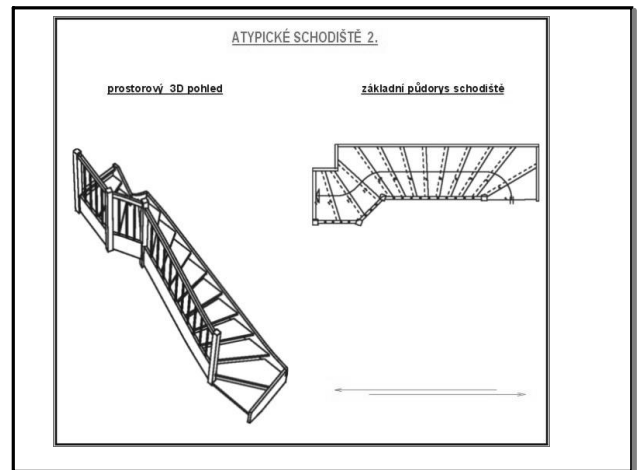 ATYPICKÉ SCHODIŠTĚ 2.
prostorový 3D pohled
základní půdorys schodiště